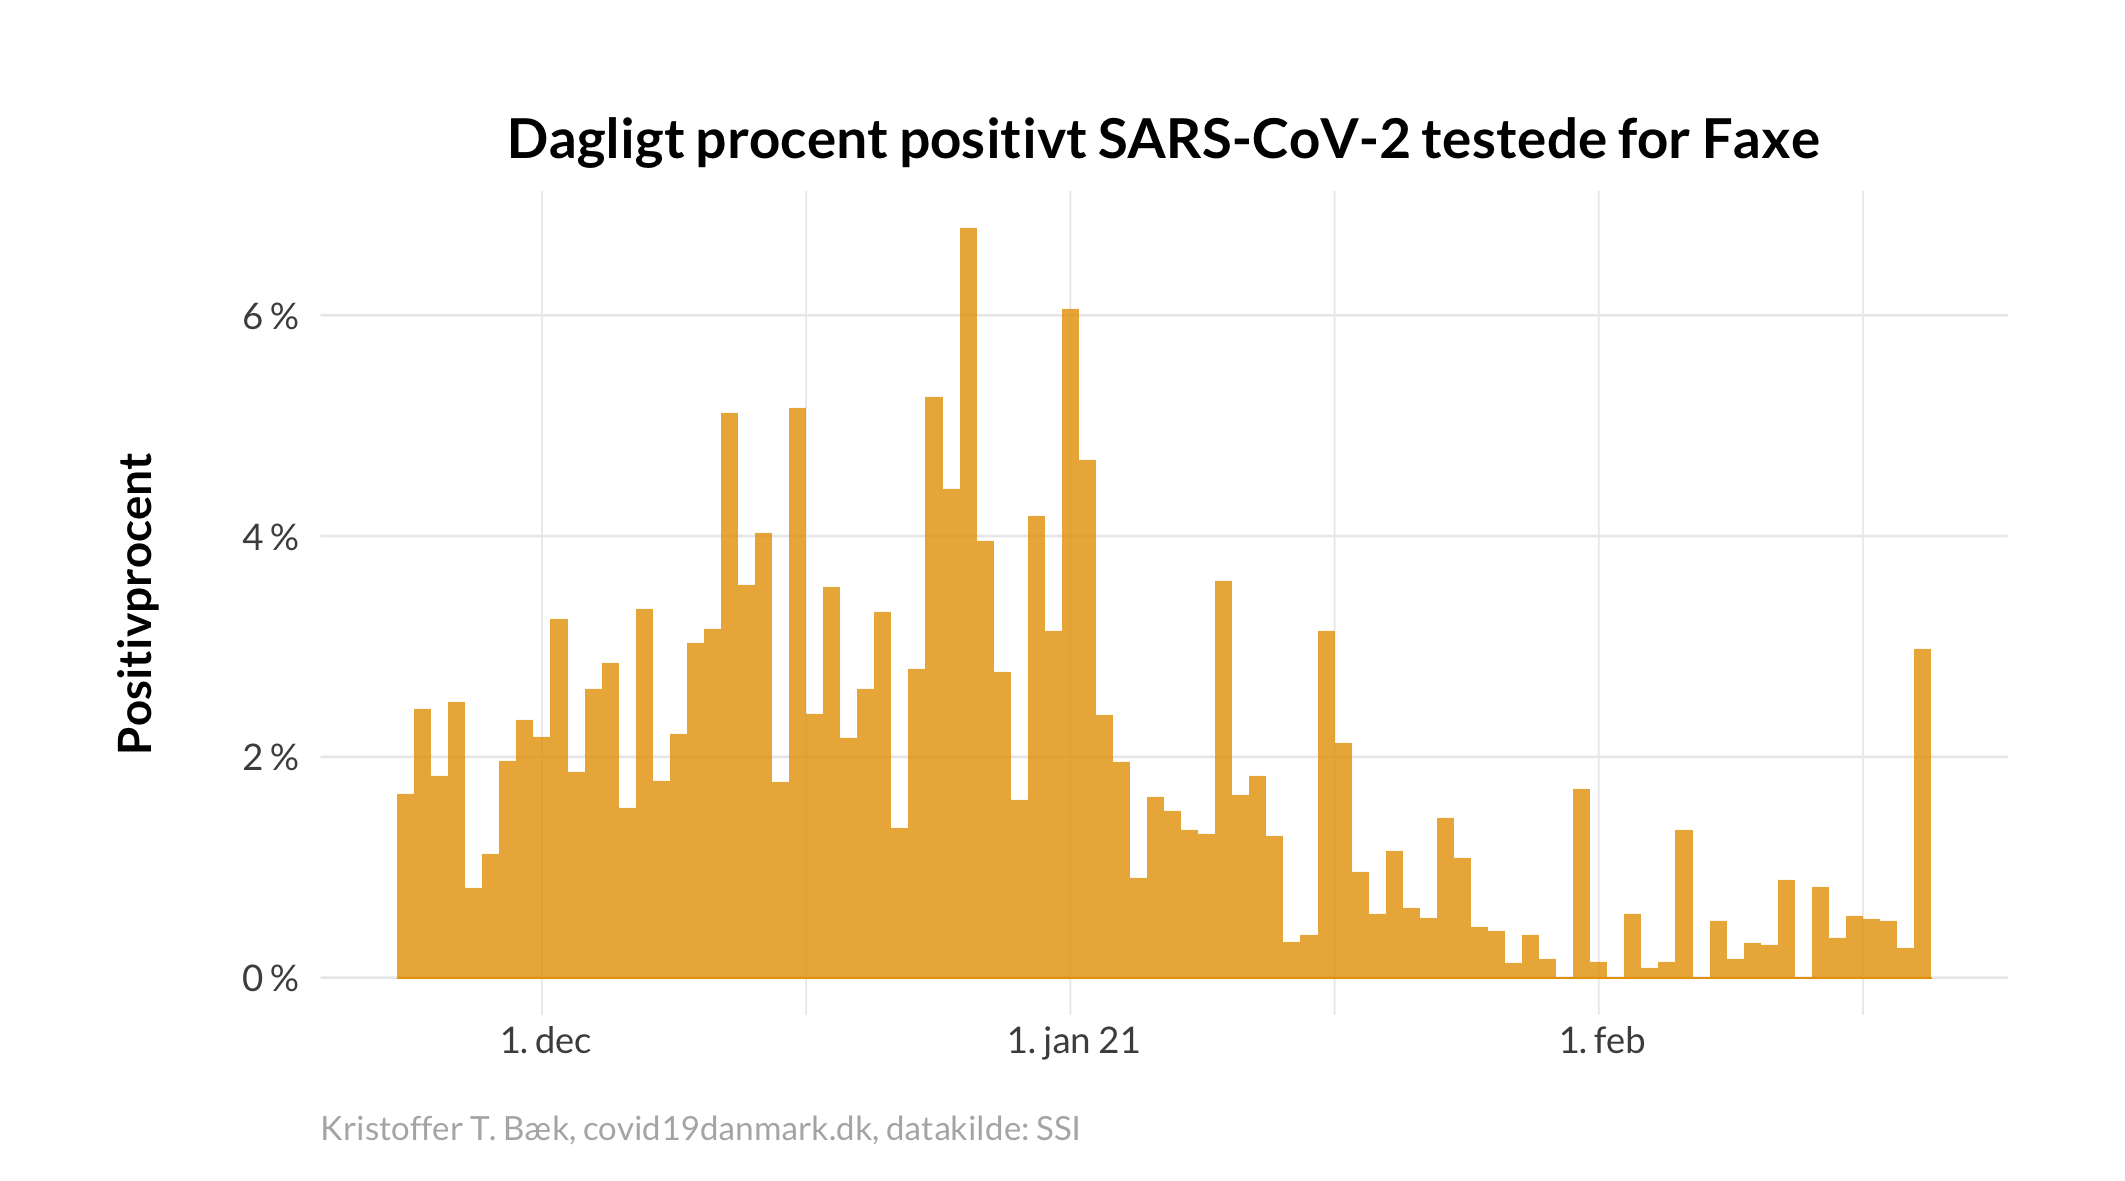 Dagligt procent positivt SARS-CoV-2 testede for Faxe
Positivprocent
6 %
4 %
2 %
0 %
1. dec
1. jan 21
1. feb
Kristoffer T. Bæk, covid19danmark.dk, datakilde: SSI